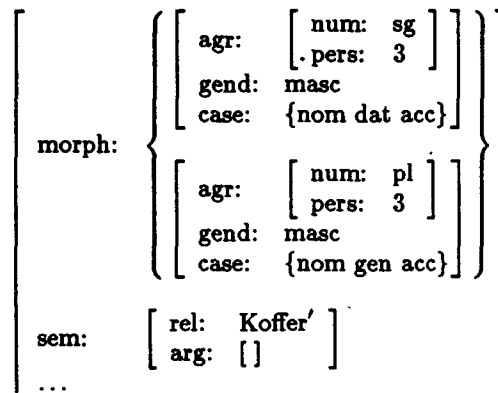 num: sg
agr: pers: 3
gend: masc
case: {nom dat acc}
morph:
num: pl
agr: pers: 3
gend: masc
case: {nom gen acc}
rel: Koffer′
sem: arg: [ ]
...